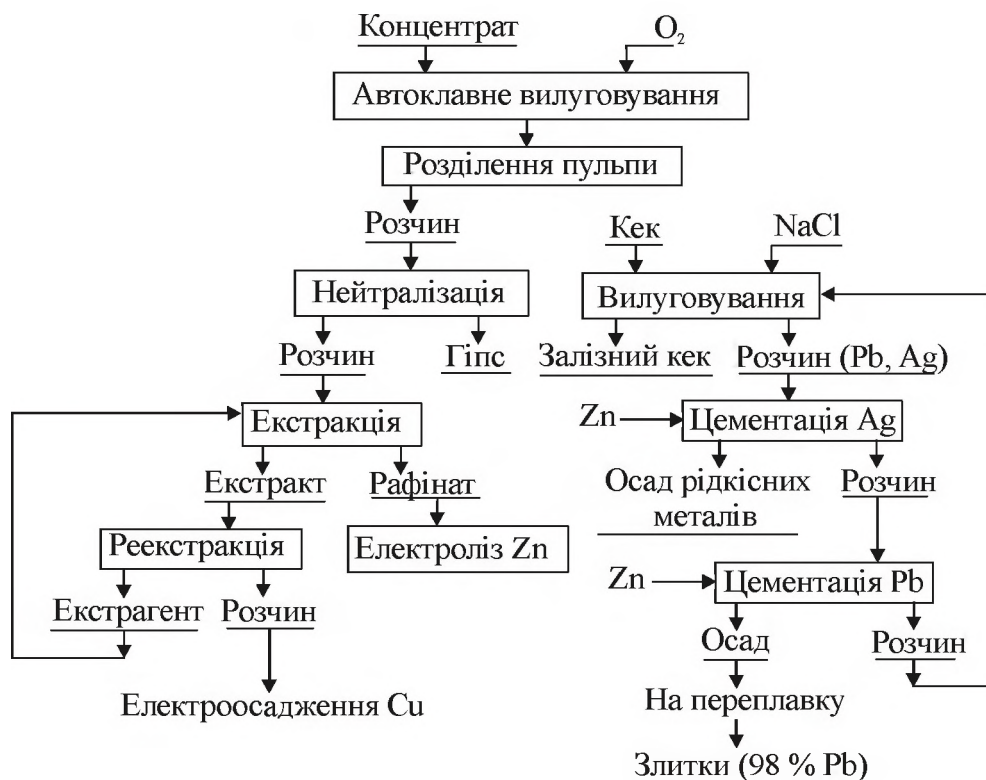 Концентрат
O₂
Автоклавне вилуговування
Розділення пульпи
Розчин
Кек
NaCl
Нейтралізація
Вилуговування
Розчин
Гіпс
Залізний кек
Розчин (Pb, Ag)
Екстракція
Zn
Цементація Ag
Екстракт
Рафінат
Осад рідкісних
металів
Розчин
Реекстракція
Електроліз Zn
Zn
Цементація Pb
Екстрагент
Розчин
Осад
Розчин
Електроосадження Cu
На переплавку
Злитки (98 % Pb)